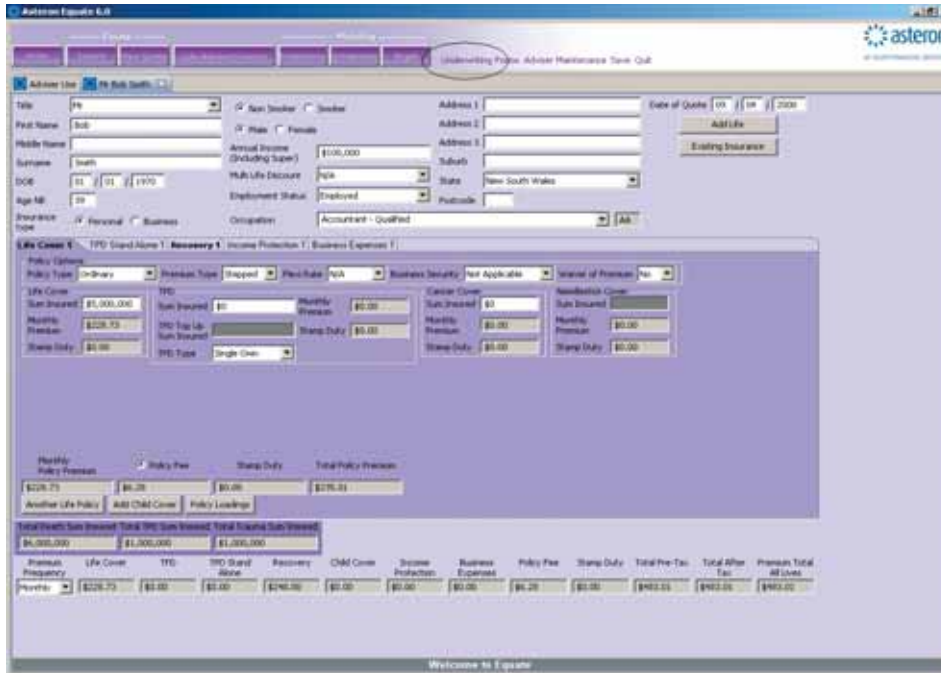 Asteron Equate 6.0
asteron
Underwriting Adviser Maintenance Save Quit
Adviser Use Mr Bob Smith
Title Mr Non Smoker Smoker Address 1 Date of Quote
First Name Bob Male Female Address 2 Add Life
Middle Name Annual Income (Including Super) $100,000 Address 3 Existing Insurance
Surname Smith Multi Life Discount N/A Suburb
DOB 01 / 01 / 1970 Employment Status Employed State New South Wales
Age NB 39 Postcode
Insurance type Personal Business Occupation Accountant - Qualified AA
Life Cover 1 TPD Stand Alone 1 Recovery 1 Income Protection 1 Business Expenses 1
Policy Options
Policy Type Ordinary Premium Type Stepped Flexi Rate N/A Business Security Not Applicable Waiver of Premium No
Life Cover TPD Cancer Cover Needlestick Cover
Sum Insured $5,000,000 Sum Insured $0 Monthly Premium $0.00 Sum Insured $0 Sum Insured
Monthly Premium $228.73 TPD Top Up Sum Insured Stamp Duty $0.00 Monthly Premium $0.00 Monthly Premium $0.00
Stamp Duty $0.00 TPD Type Single Own Stamp Duty $0.00 Stamp Duty $0.00
Monthly Policy Premium Policy Fee Stamp Duty Total Policy Premium
$228.73 $6.28 $0.00 $235.01
Another Life Policy Add Child Cover Policy Loadings
Total Death Sum Insured Total TPD Sum Insured Total Trauma Sum Insured
$6,000,000 $1,000,000 $1,000,000
Premium Frequency Life Cover TPD TPD Stand Alone Recovery Child Cover Income Protection Business Expenses Policy Fee Stamp Duty Total Pre-Tax Total After Tax Premium Total All Lives
Monthly $228.73 $0.00 $0.00 $0.00 $0.00 $0.00 $6.28 $0.00
Welcome to Equate